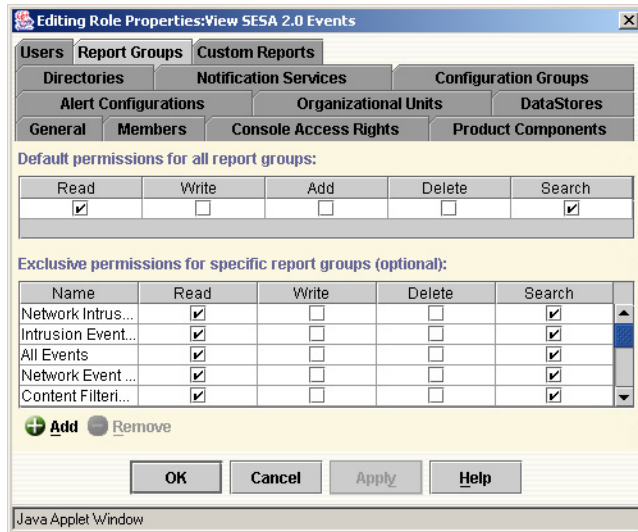 Editing Role Properties:View SESA 2.0 Events
Users Report Groups Custom Reports
Directories Notification Services Configuration Groups
Alert Configurations Organizational Units DataStores
General Members Console Access Rights Product Components
Default permissions for all report groups:
Read Write Add Delete Search
Exclusive permissions for specific report groups (optional):
Name Read Write Delete Search
Network Intrus...
Intrusion Event...
All Events
Network Event ...
Content Filteri...
Add Remove
OK Cancel Apply Help
Java Applet Window